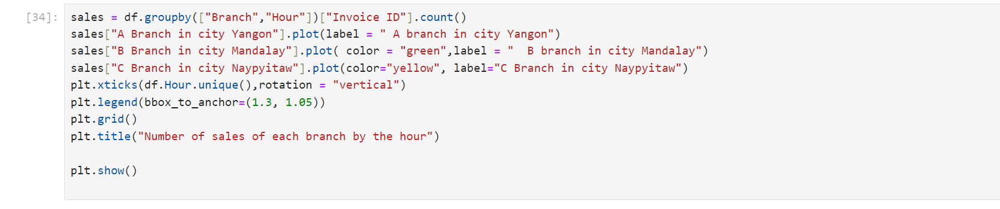 [34]: sales = df.groupby(["Branch","Hour"])["Invoice ID"].count()
sales["A Branch in city Yangon"].plot(label = " A branch in city Yangon")
sales["B Branch in city Mandalay"].plot( color = "green",label = "  B branch in city Mandalay")
sales["C Branch in city Naypyitaw"].plot(color="yellow", label="C Branch in city Naypyitaw")
plt.xticks(df.Hour.unique(),rotation = "vertical")
plt.legend(bbox_to_anchor=(1.3, 1.05))
plt.grid()
plt.title("Number of sales of each branch by the hour")
plt.show()